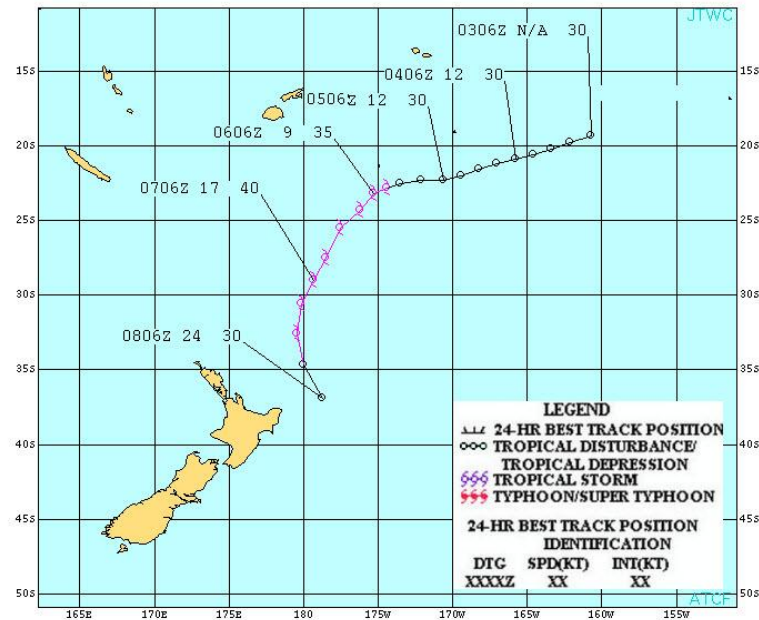 JTWC
0306Z N/A 30
15S 15S
0406Z 12 30
0506Z 12 30
0606Z 9 35
20S 20S
0706Z 17 40
25S 25S
30S 30S
0806Z 24 30
35S 35S
40S 40S
45S 45S
50S 50S
LEGEND
24-HR BEST TRACK POSITION
TROPICAL DISTURBANCE/
TROPICAL DEPRESSION
TROPICAL STORM
TYPHOON/SUPER TYPHOON
24-HR BEST TRACK POSITION
IDENTIFICATION
DTG SPD(KT) INT(KT)
XXXXZ XX XX
ATCF
165E 170E 175E 180 175W 170W 165W 160W 155W